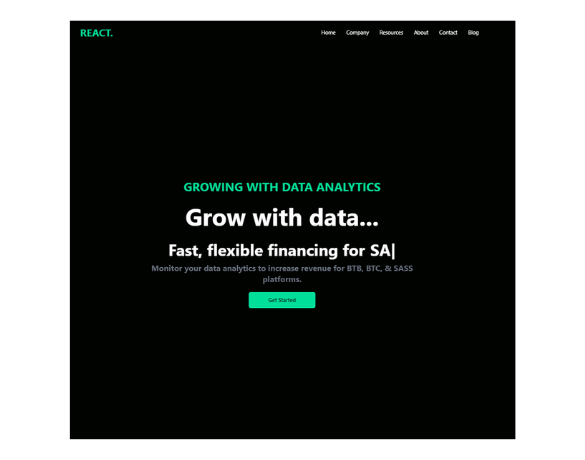 REACT.
Home Company Resources About Contact Blog
GROWING WITH DATA ANALYTICS
Grow with data...
Fast, flexible financing for SA|
Monitor your data analytics to increase revenue for BTB, BTC, & SASS
platforms.
Get Started